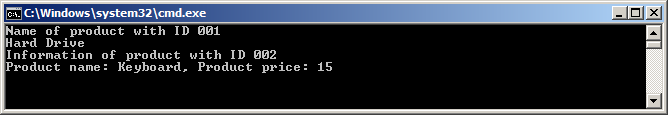 C:\Windows\system32\cmd.exe
Name of product with ID 001
Hard Drive
Information of product with ID 002
Product name: Keyboard, Product price: 15